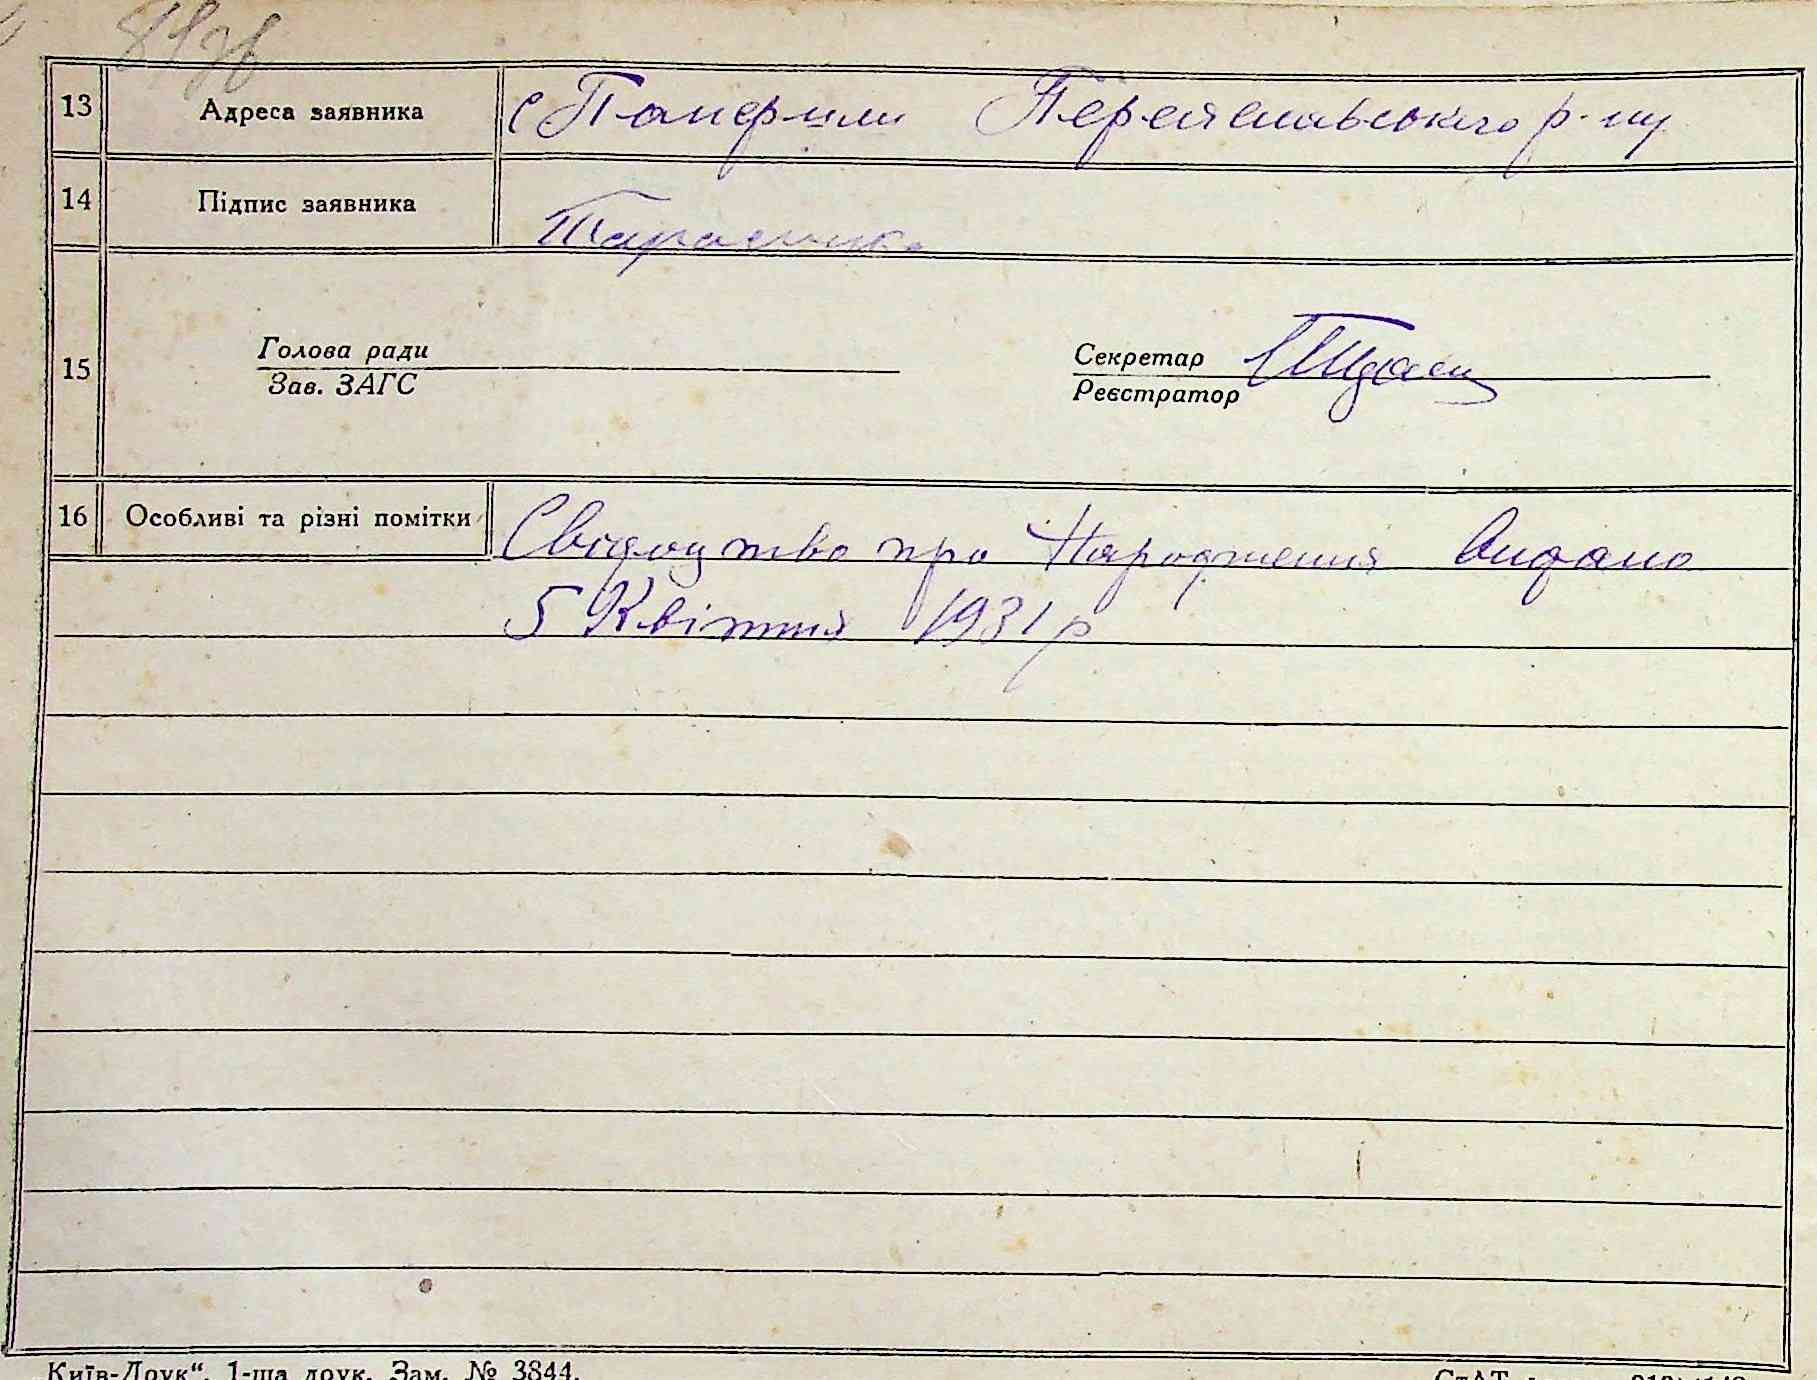 13 Адреса заявника с Панфили Переяславського р-ну
14 Підпис заявника
15 Голова ради Секретар
Зав. ЗАГС Реєстратор
16 Особливі та різні помітки Свідоцтво про Народження Видано
5 Квітня 1931 р
Київ-Друк“. 1-ша друк. Зам. № 3844.